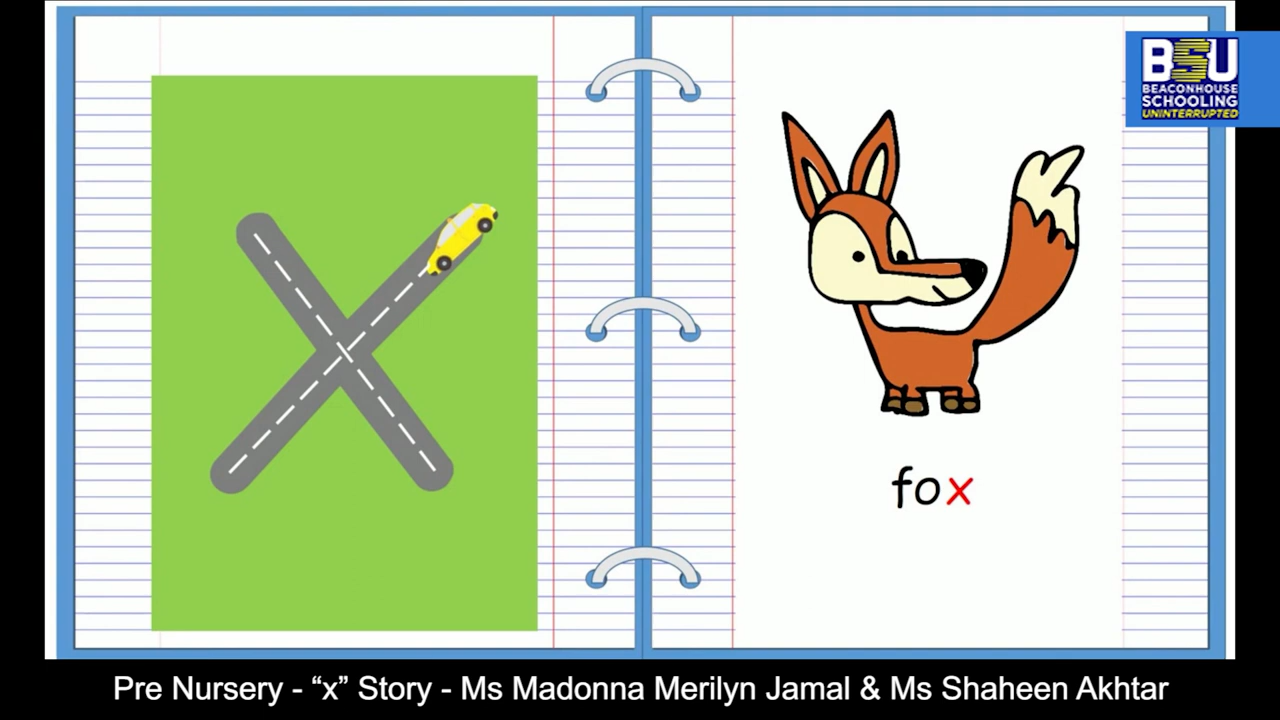 BSU
BEACONHOUSE
SCHOOLING
UNINTERRUPTED
x
fox
Pre Nursery - “x” Story - Ms Madonna Merilyn Jamal & Ms Shaheen Akhtar